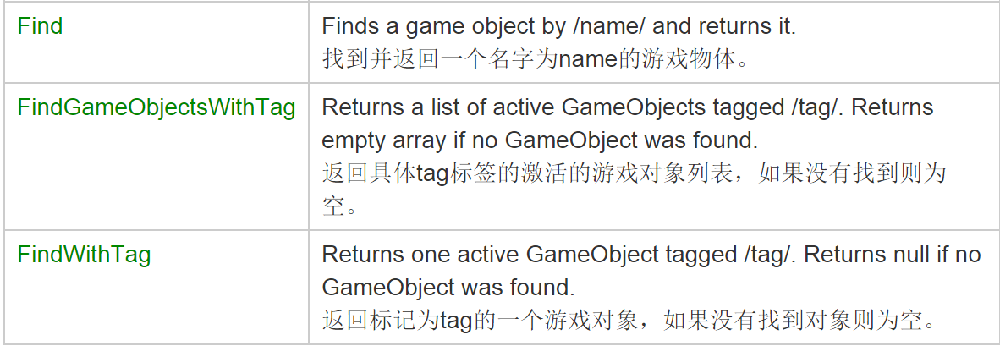 Find
Finds a game object by /name/ and returns it.
找到并返回一个名字为name的游戏物体。
FindGameObjectsWithTag
Returns a list of active GameObjects tagged /tag/. Returns
empty array if no GameObject was found.
返回具体tag标签的激活的游戏对象列表，如果没有找到则为
空。
FindWithTag
Returns one active GameObject tagged /tag/. Returns null if no
GameObject was found.
返回标记为tag的一个游戏对象，如果没有找到对象则为空。